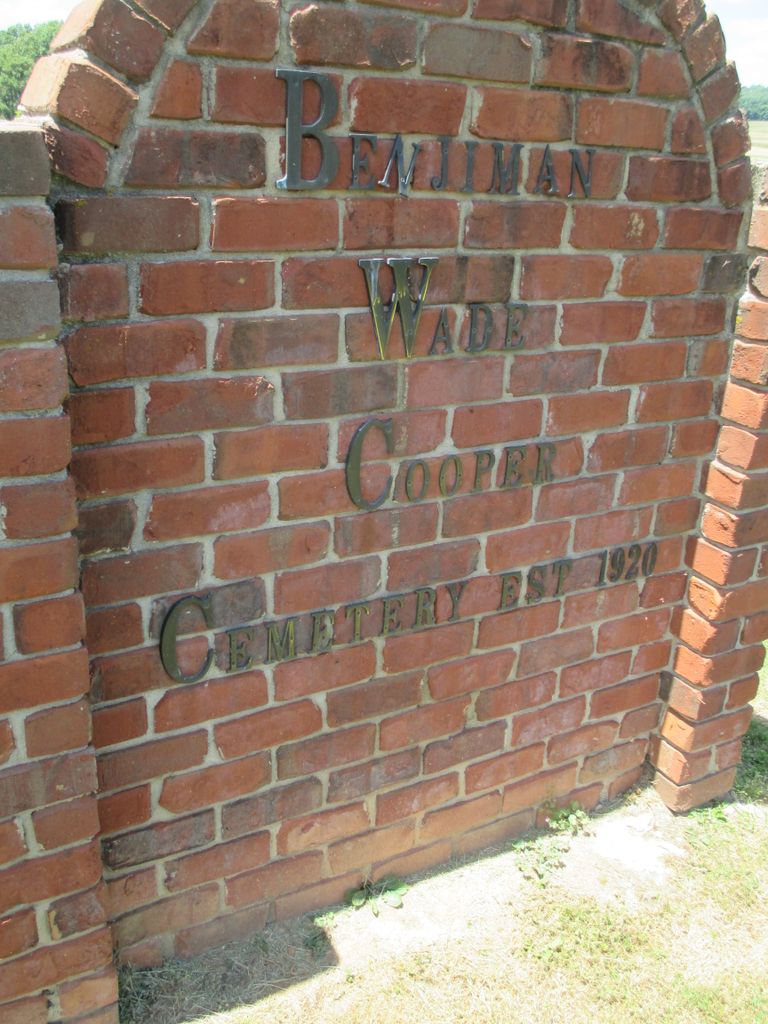 BENJIMAN
WADE
COOPER
CEMETERY EST 1920